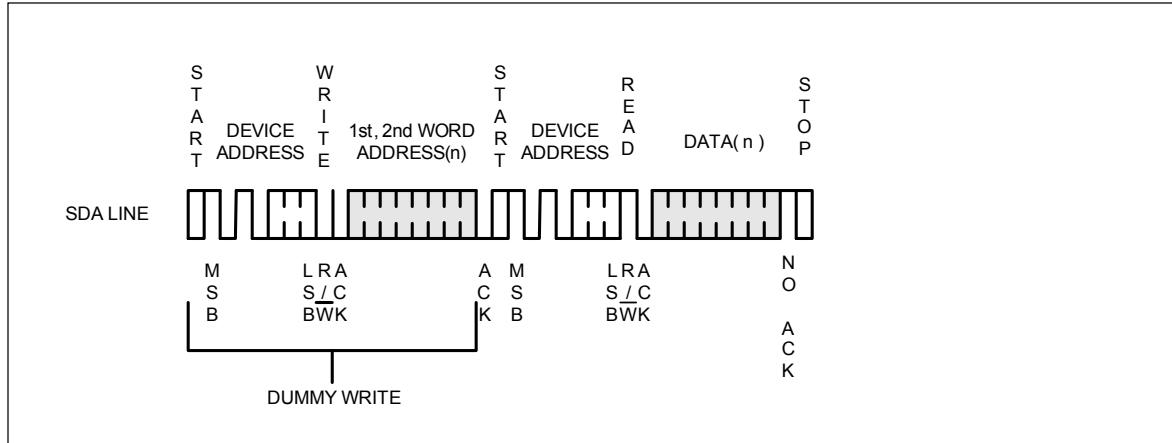 START
WRITE
START
READ
STOP
DEVICE
ADDRESS
1st, 2nd WORD
ADDRESS(n)
DEVICE
ADDRESS
DATA( n )
SDA LINE
MSB
LSB
R/W
ACK
ACK
MSB
LSB
R/W
ACK
NO ACK
DUMMY WRITE